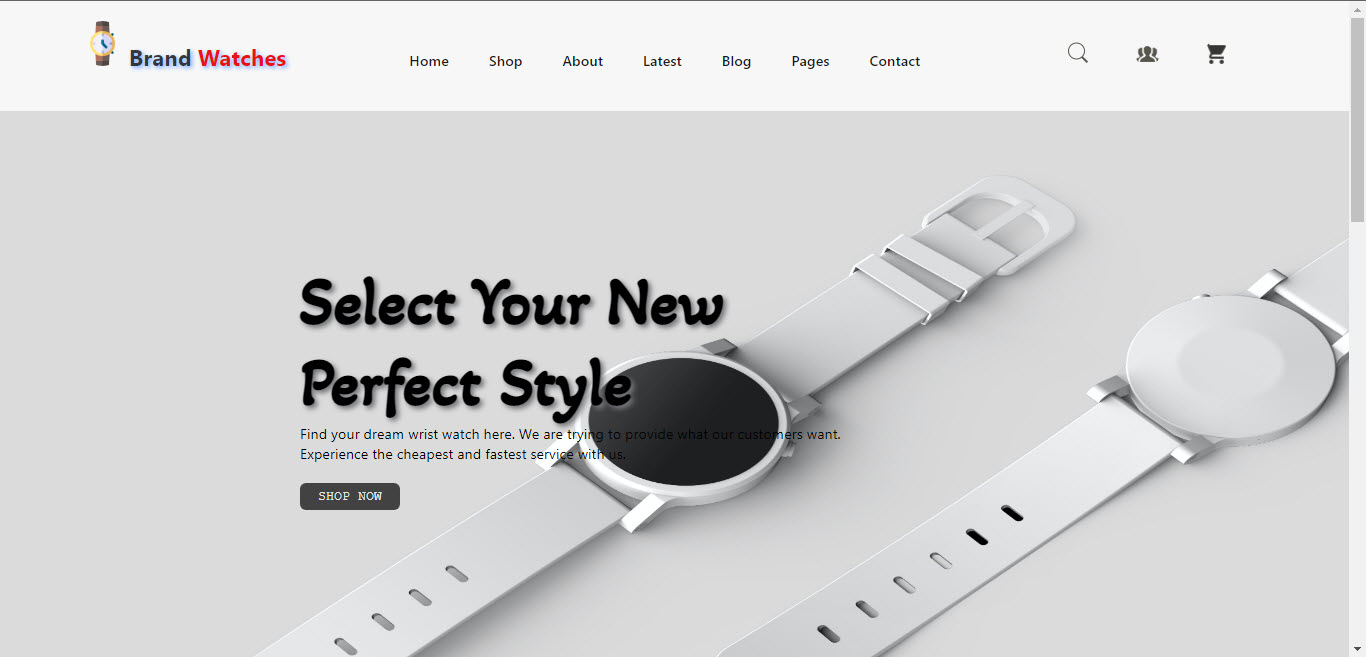 Brand Watches
Home Shop About Latest Blog Pages Contact
Select Your New
Perfect Style
Find your dream wrist watch here. We are trying to provide what our customers want.
Experience the cheapest and fastest service with us.
SHOP NOW